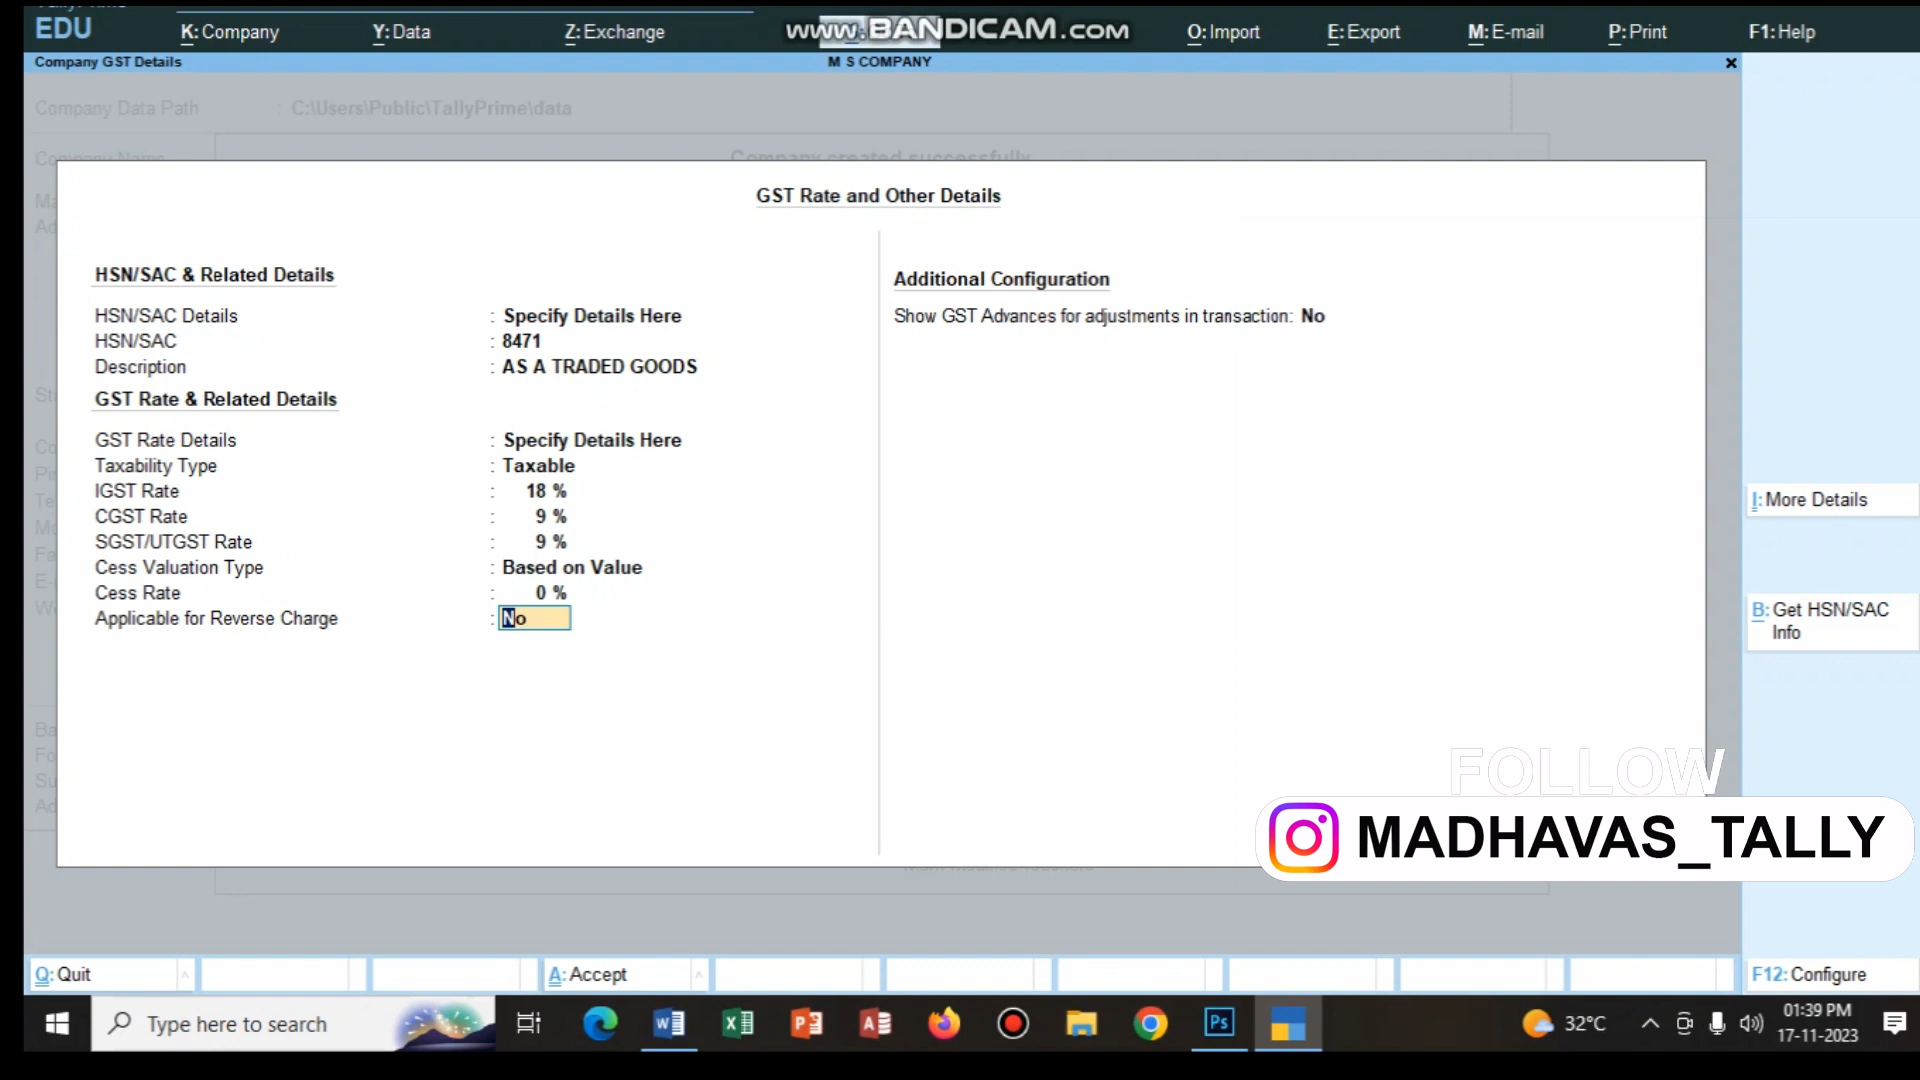 TallyPrime
EDU
K: Company
Y: Data
Z: Exchange
www.BANDICAM.com
O: Import
E: Export
M: E-mail
P: Print
F1: Help
Company GST Details
M S COMPANY
Company Data Path : C:\Users\Public\TallyPrime\data
Company Name
Company created successfully
GST Rate and Other Details
HSN/SAC & Related Details
HSN/SAC Details : Specify Details Here
HSN/SAC : 8471
Description : AS A TRADED GOODS
GST Rate & Related Details
GST Rate Details : Specify Details Here
Taxability Type : Taxable
IGST Rate : 18 %
CGST Rate : 9 %
SGST/UTGST Rate : 9 %
Cess Valuation Type : Based on Value
Cess Rate : 0 %
Applicable for Reverse Charge : No
Additional Configuration
Show GST Advances for adjustments in transaction: No
I: More Details
B: Get HSN/SAC
Info
FOLLOW
MADHAVAS_TALLY
Q: Quit
A: Accept
F12: Configure
Type here to search
32°C
01:39 PM
17-11-2023